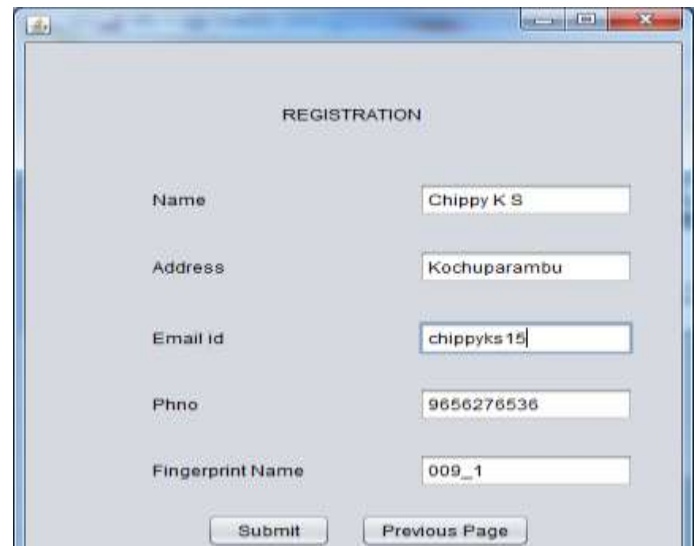 REGISTRATION
Name Chippy K S
Address Kochuparambu
Email id chippyks15
Phno 9656276536
Fingerprint Name 009_1
Submit Previous Page